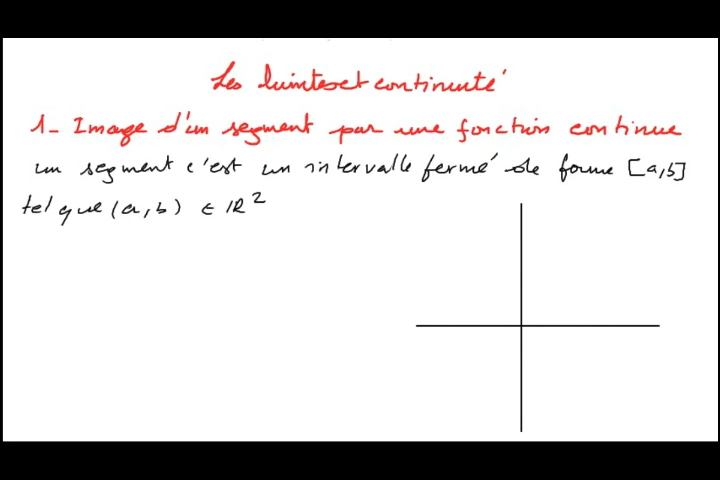 Les limites et continuité
1- Image d'un segment par une fonction continue
un segment c'est un intervalle fermé de forme [a,b]
tel que (a,b) ∈ ℝ²